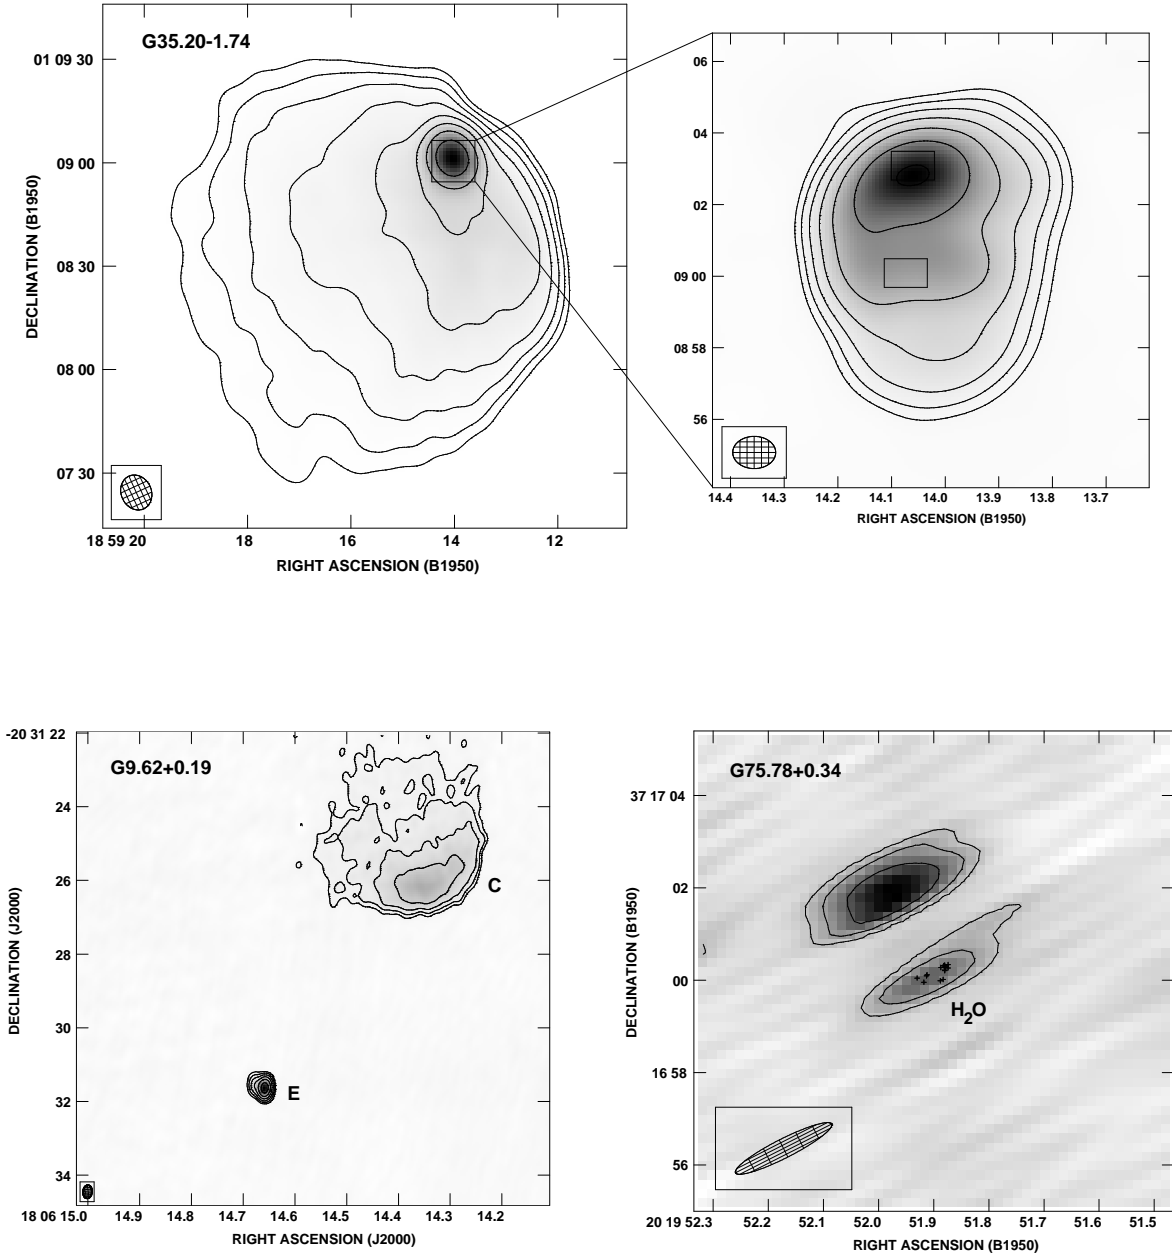 G35.20-1.74
01 09 30
09 00
08 30
08 00
07 30
DECLINATION (B1950)
18 59 20
18
16
14
12
RIGHT ASCENSION (B1950)
06
04
02
09 00
08 58
56
14.4
14.3
14.2
14.1
14.0
13.9
13.8
13.7
RIGHT ASCENSION (B1950)
G9.62+0.19
-20 31 22
24
26
28
30
32
34
DECLINATION (J2000)
C
E
18 06 15.0
14.9
14.8
14.7
14.6
14.5
14.4
14.3
14.2
RIGHT ASCENSION (J2000)
G75.78+0.34
37 17 04
02
00
16 58
56
DECLINATION (B1950)
H2O
20 19 52.3
52.2
52.1
52.0
51.9
51.8
51.7
51.6
51.5
RIGHT ASCENSION (B1950)